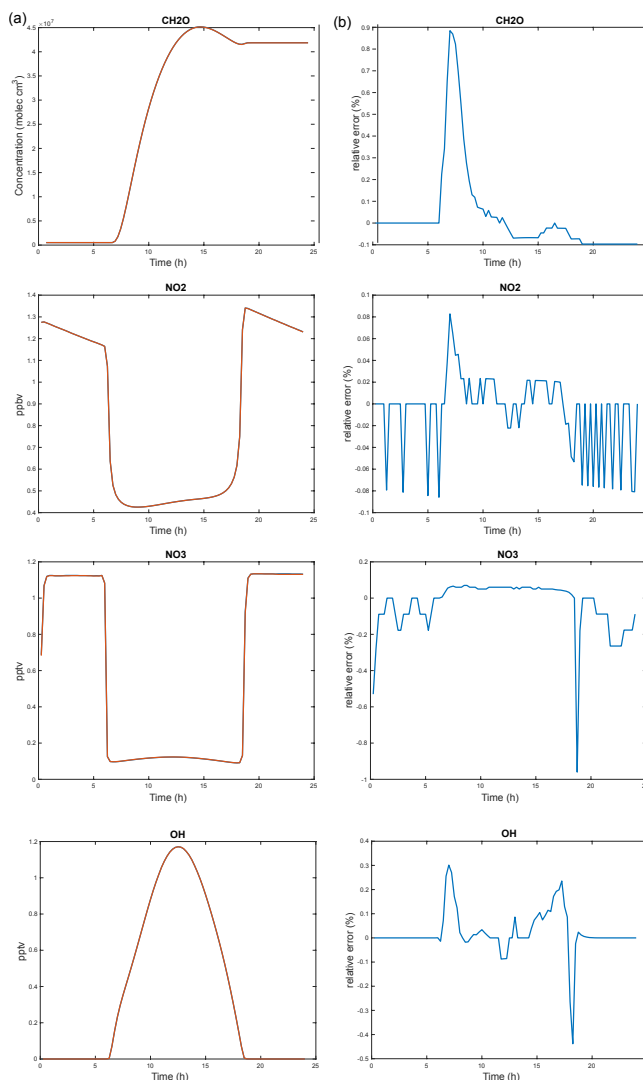 (a)
CH2O
×10⁷
4.5
4
3.5
3
2.5
2
1.5
1
0.5
0
Concentration (molec cm³)
0 5 10 15 20 25
Time (h)
(b)
CH2O
0.9
0.8
0.7
0.6
0.5
0.4
0.3
0.2
0.1
0
-0.1
relative error (%)
0 5 10 15 20
Time (h)
NO2
1.4
1.3
1.2
1.1
1
0.9
0.8
0.7
0.6
0.5
0.4
ppbv
0 5 10 15 20 25
Time (h)
NO2
0.1
0.08
0.06
0.04
0.02
0
-0.02
-0.04
-0.06
-0.08
-0.1
relative error (%)
0 5 10 15 20
Time (h)
NO3
1.2
1
0.8
0.6
0.4
0.2
0
pptv
0 5 10 15 20 25
Time (h)
NO3
0.2
0
-0.2
-0.4
-0.6
-0.8
-1
relative error (%)
0 5 10 15 20
Time (h)
OH
1.2
1
0.8
0.6
0.4
0.2
0
pptv
0 5 10 15 20 25
Time (h)
OH
0.4
0.3
0.2
0.1
0
-0.1
-0.2
-0.3
-0.4
-0.5
relative error (%)
0 5 10 15 20
Time (h)